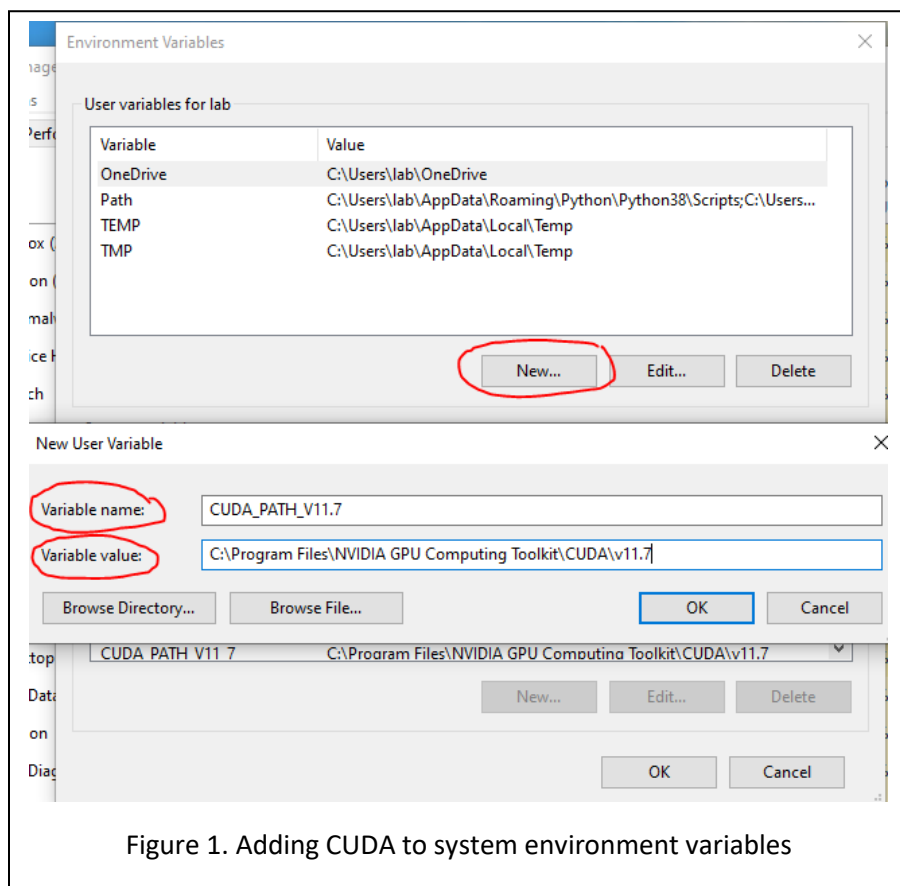 Environment Variables
User variables for lab
Variable Value
OneDrive C:\Users\lab\OneDrive
Path C:\Users\lab\AppData\Roaming\Python\Python38\Scripts;C:\Users...
TEMP C:\Users\lab\AppData\Local\Temp
TMP C:\Users\lab\AppData\Local\Temp
New... Edit... Delete
New User Variable
Variable name: CUDA_PATH_V11.7
Variable value: C:\Program Files\NVIDIA GPU Computing Toolkit\CUDA\v11.7
Browse Directory... Browse File... OK Cancel
CUDA_PATH_V11_7 C:\Program Files\NVIDIA GPU Computing Toolkit\CUDA\v11.7
New... Edit... Delete
on
OK Cancel
Figure 1. Adding CUDA to system environment variables